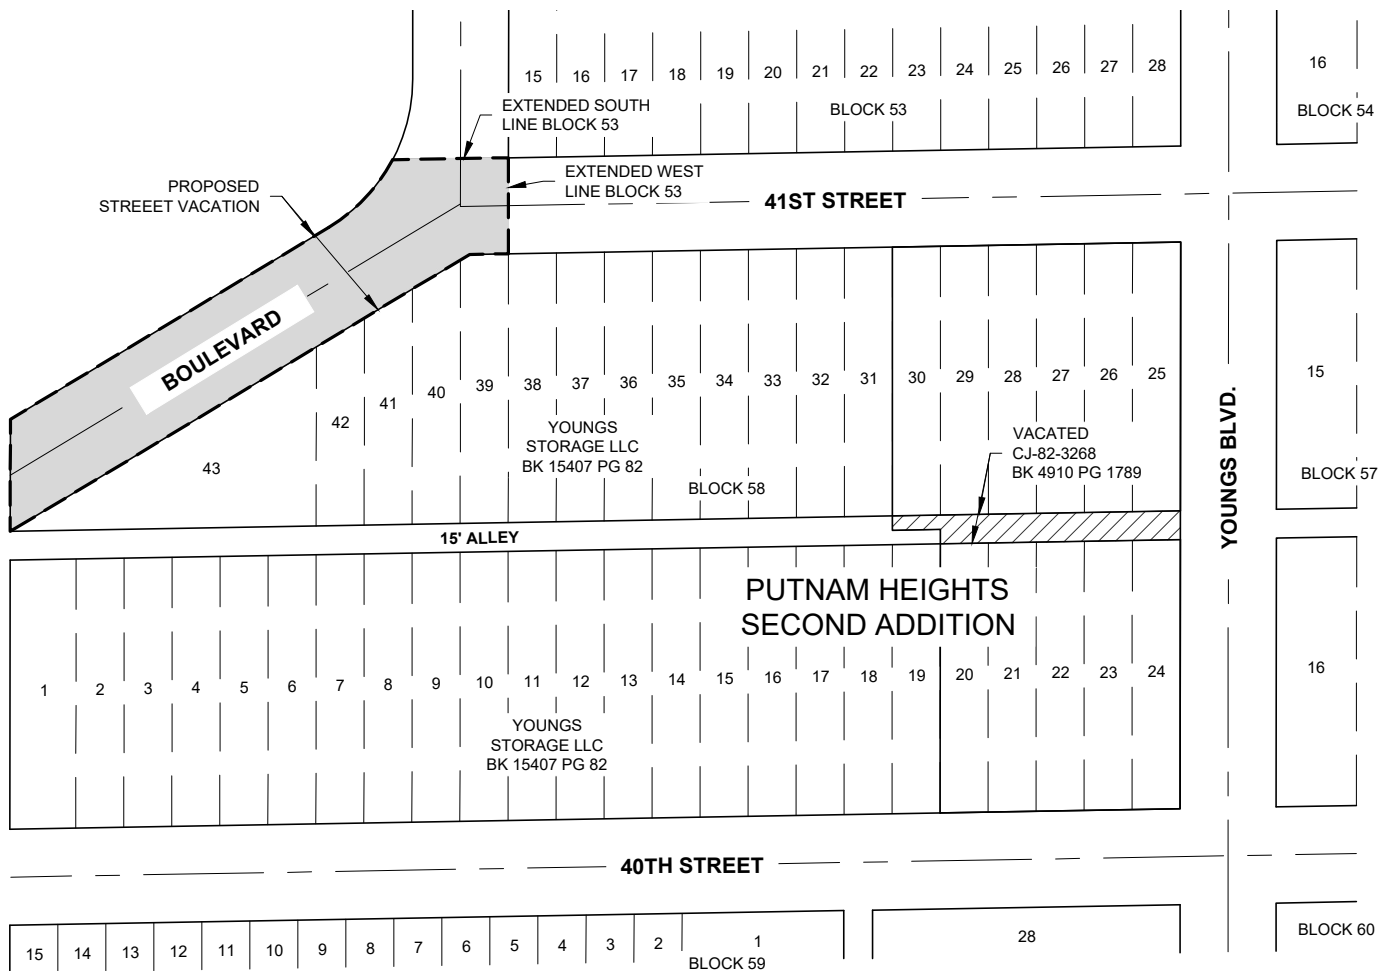 15 16 17 18 19 20 21 22 23 24 25 26 27 28
16
EXTENDED SOUTH
LINE BLOCK 53
BLOCK 53
BLOCK 54
PROPOSED
STREEET VACATION
EXTENDED WEST
LINE BLOCK 53
41ST STREET
BOULEVARD
43 42 41 40 39 38 37 36 35 34 33 32 31 30 29 28 27 26 25
15
YOUNGS
STORAGE LLC
BK 15407 PG 82
VACATED
CJ-82-3268
BK 4910 PG 1789
YOUNGS BLVD.
BLOCK 58
BLOCK 57
15' ALLEY
PUTNAM HEIGHTS
SECOND ADDITION
1 2 3 4 5 6 7 8 9 10 11 12 13 14 15 16 17 18 19 20 21 22 23 24
16
YOUNGS
STORAGE LLC
BK 15407 PG 82
40TH STREET
15 14 13 12 11 10 9 8 7 6 5 4 3 2 1
28
BLOCK 59
BLOCK 60